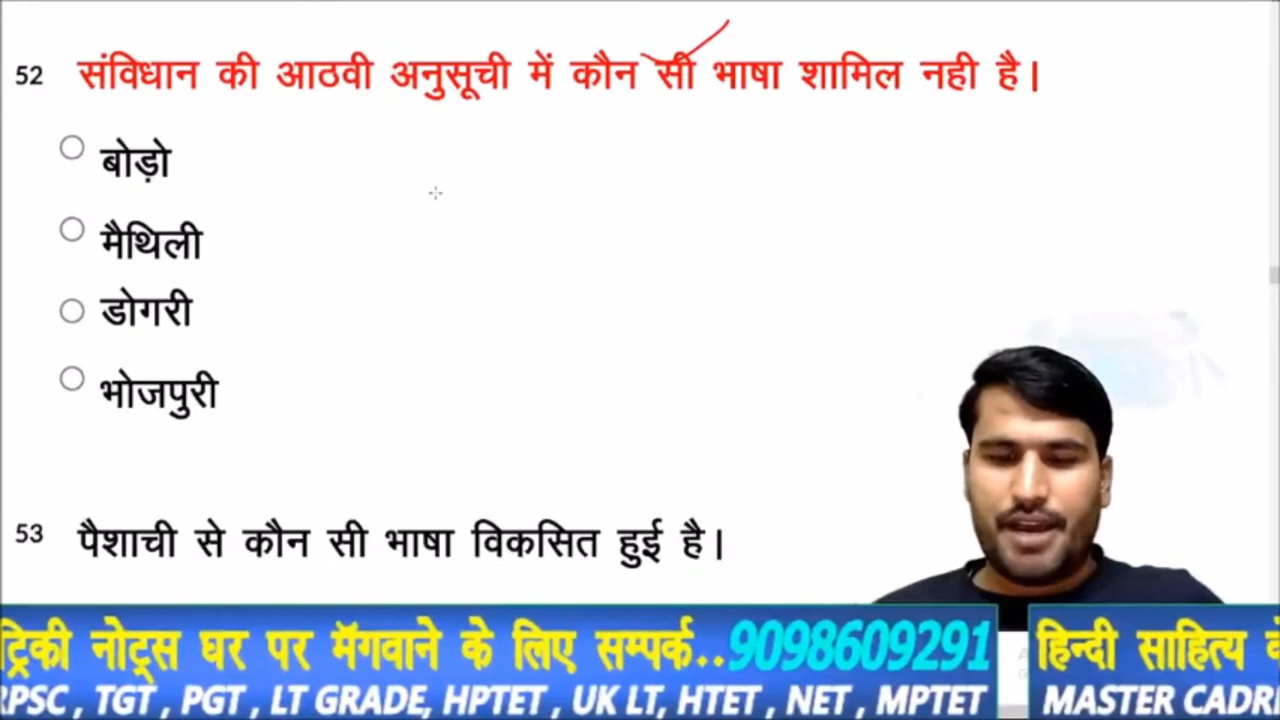 52 संविधान की आठवी अनुसूची में कौन सी भाषा शामिल नही है।
बोड़ो
मैथिली
डोगरी
भोजपुरी
53 पैशाची से कौन सी भाषा विकसित हुई है।
ट्रिकी नोट्स घर पर मॅगवाने के लिए सम्पर्क..9098609291
हिन्दी साहित्य
RPSC , TGT , PGT , LT GRADE, HPTET , UK LT, HTET , NET , MPTET
MASTER CADRE